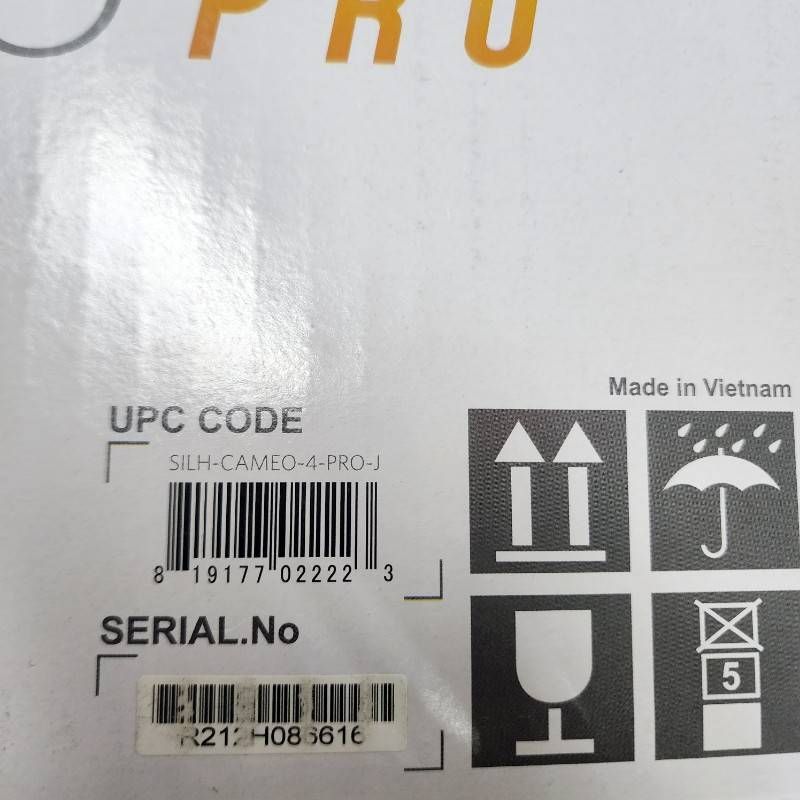 PRO
Made in Vietnam
UPC CODE
SILH-CAMEO-4-PRO-J
8 19177 02222 3
SERIAL.No
5